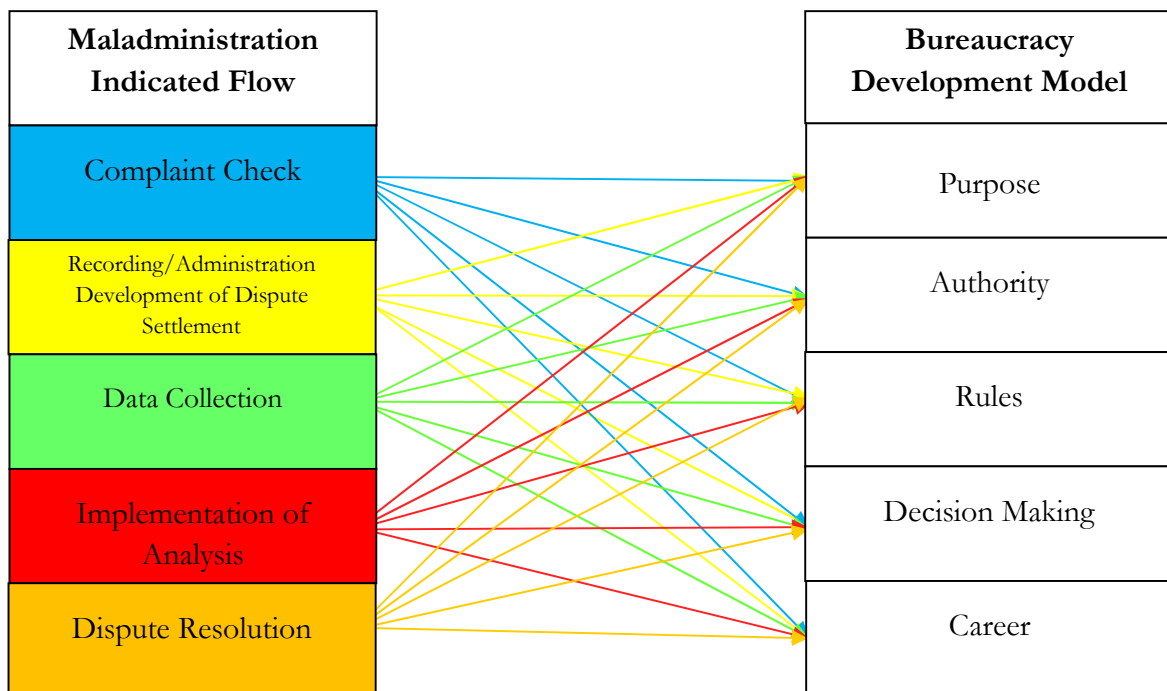 Maladministration
Indicated Flow
Complaint Check
Recording/Administration
Development of Dispute
Settlement
Data Collection
Implementation of
Analysis
Dispute Resolution
Bureaucracy
Development Model
Purpose
Authority
Rules
Decision Making
Career